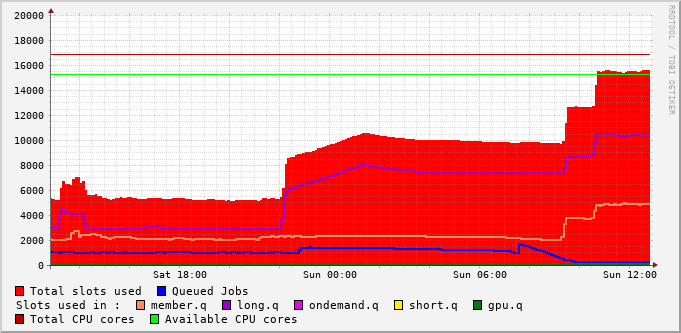 20000
18000
16000
14000
12000
10000
8000
6000
4000
2000
0
Sat 18:00 Sun 00:00 Sun 06:00 Sun 12:00
Total slots used Queued Jobs
Slots used in : member.q long.q ondemand.q short.q gpu.q
Total CPU cores Available CPU cores
RRDTOOL / TOBI OETIKER